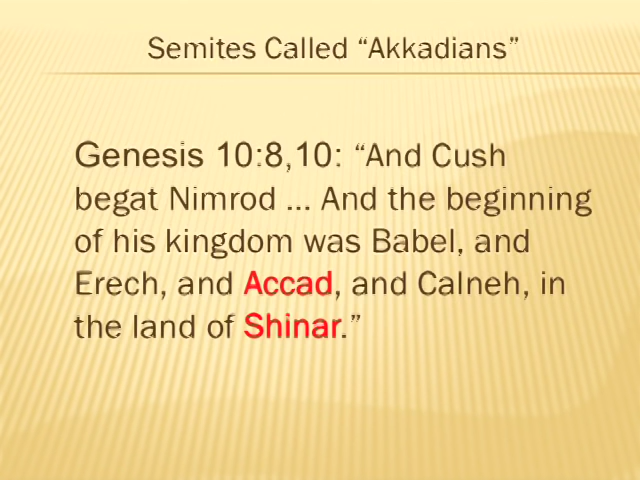 Semites Called “Akkadians”
Genesis 10:8,10: “And Cush
begat Nimrod ... And the beginning
of his kingdom was Babel, and
Erech, and Accad, and Calneh, in
the land of Shinar.”